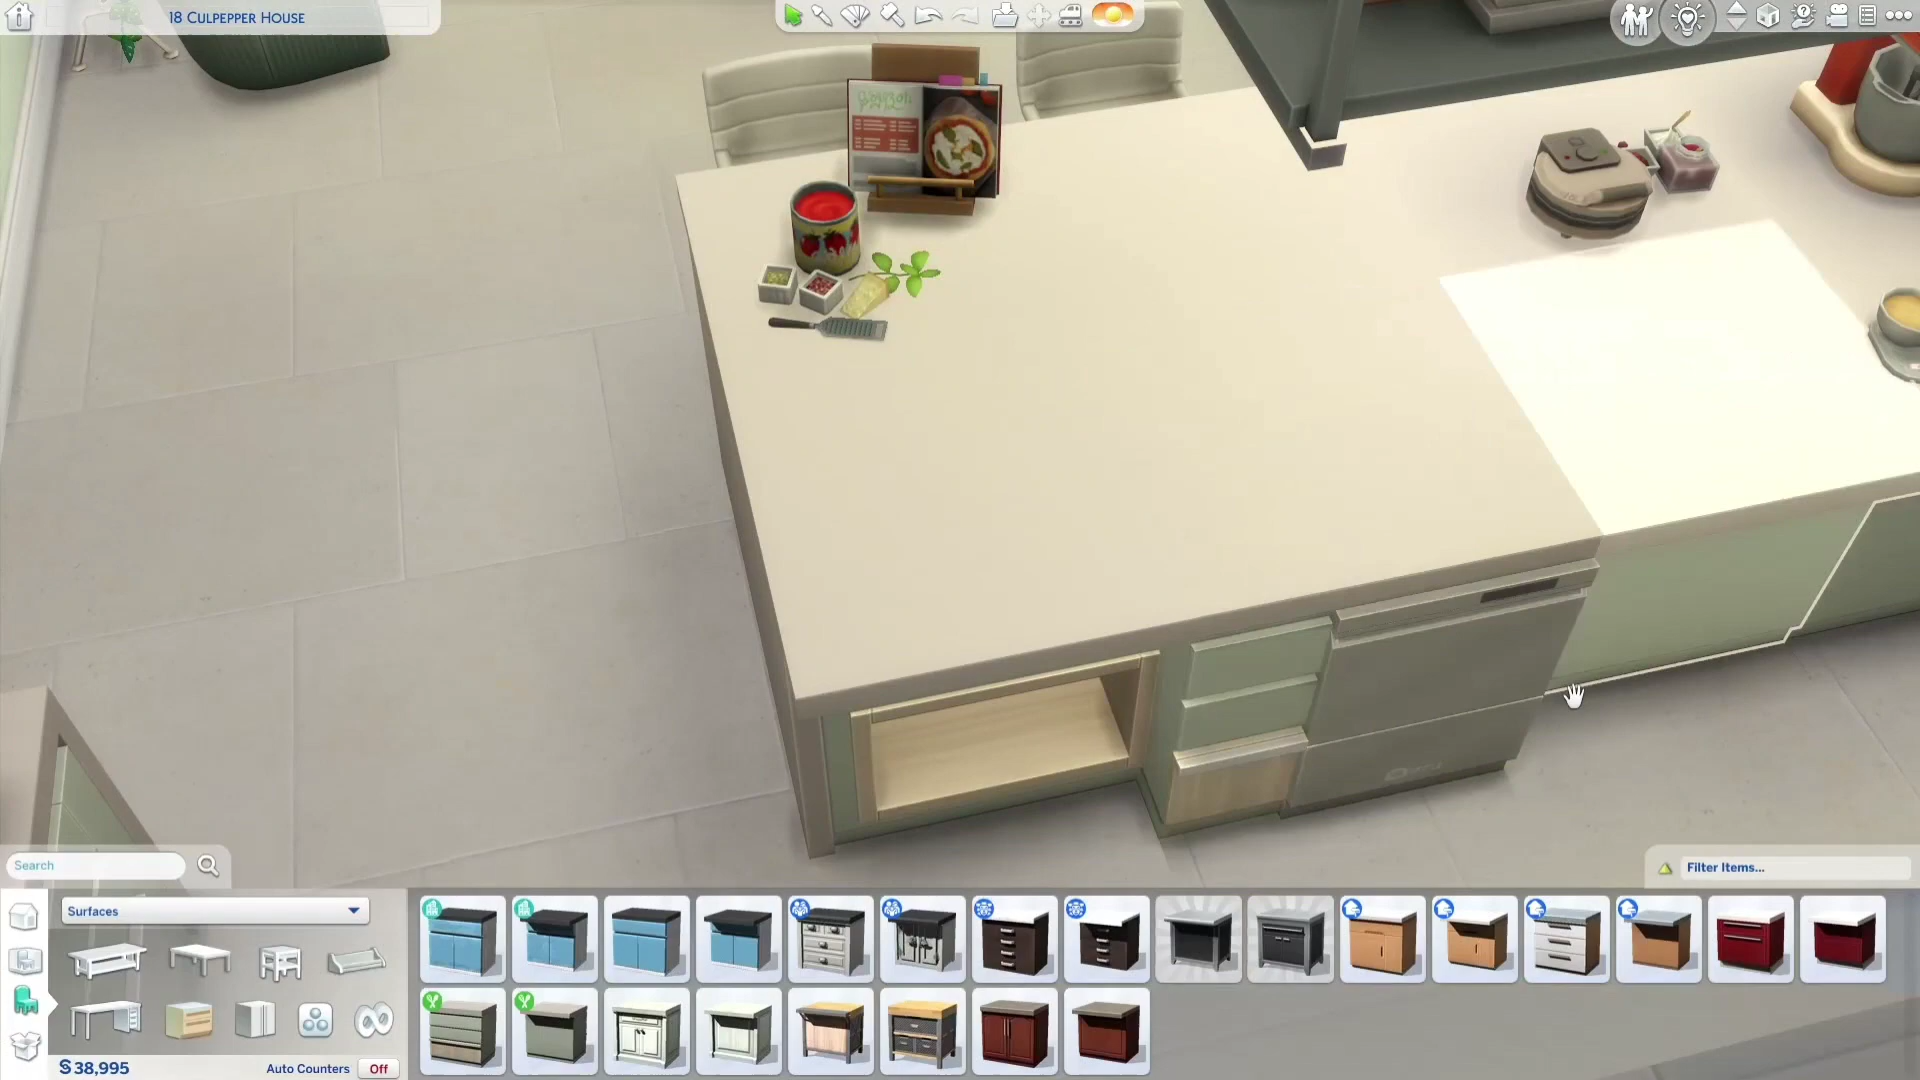 18 CULPEPPER HOUSE
Search
Filter Items...
Surfaces
§38,995
Auto Counters
Off